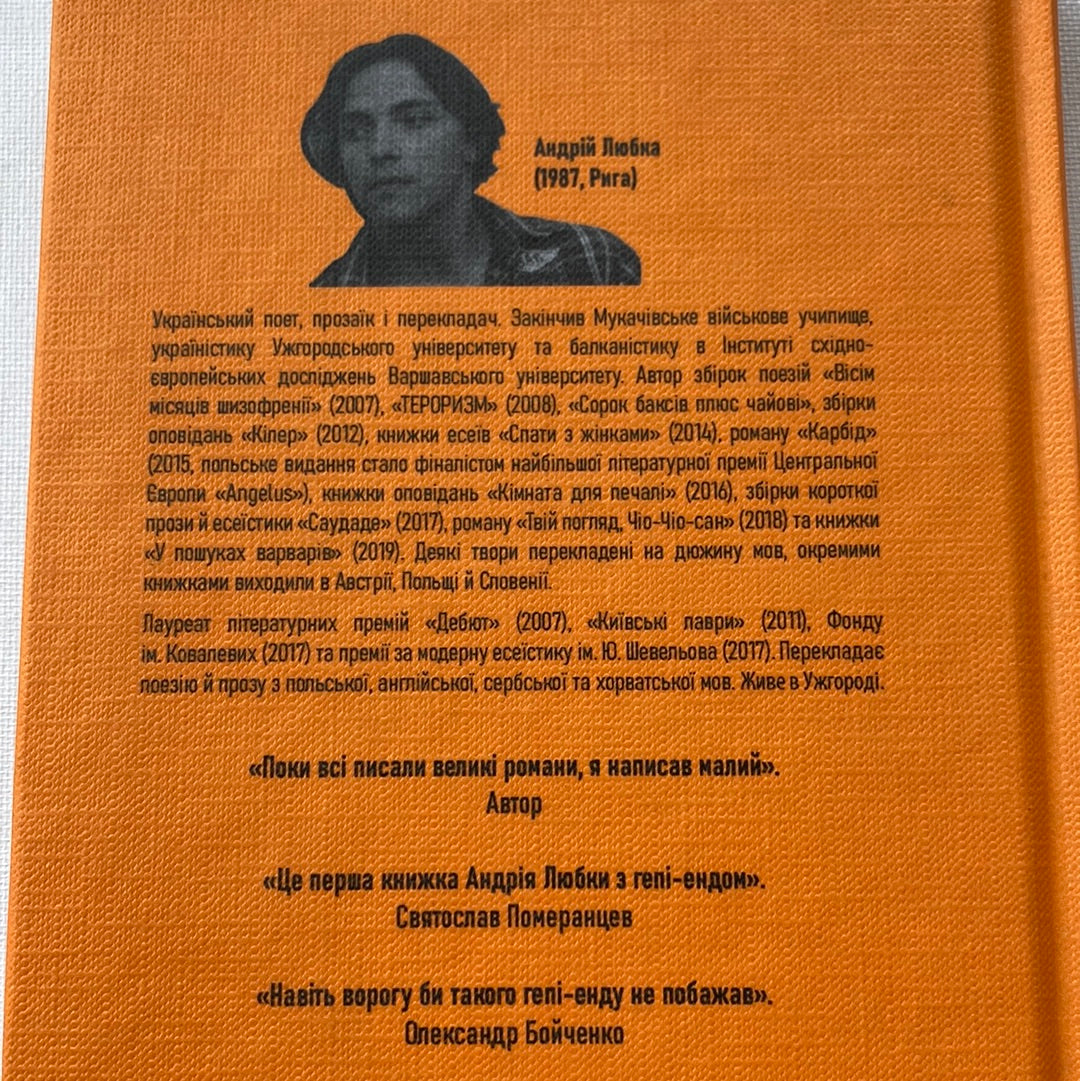 Андрій Любка
(1987, Рига)
Український поет, прозаїк і перекладач. Закінчив Мукачівське військове училище,
україністику Ужгородського університету та балканістику в Інституті східно-
європейських досліджень Варшавського університету. Автор збірок поезій «Вісім
місяців шизофренії» (2007), «ТЕРОРИЗМ» (2008), «Сорок баксів плюс чайові», збірки
оповідань «Кілер» (2012), книжки есеїв «Спати з жінками» (2014), роману «Карбід»
(2015, польське видання стало фіналістом найбільшої літературної премії Центральної
Європи «Angelus»), книжки оповідань «Кімната для печалі» (2016), збірки короткої
прози й есеїстики «Саудаде» (2017), роману «Твій погляд, Чіо-Чіо-сан» (2018) та книжки
«У пошуках варварів» (2019). Деякі твори перекладені на дюжину мов, окремими
книжками виходили в Австрії, Польщі й Словенії.
Лауреат літературних премій «Дебют» (2007), «Київські лаври» (2011), Фонду
ім. Ковалевих (2017) та премії за модерну есеїстику ім. Ю. Шевельова (2017). Перекладає
поезію й прозу з польської, англійської, сербської та хорватської мов. Живе в Ужгороді.
«Поки всі писали великі романи, я написав малий».
Автор
«Це перша книжка Андрія Любки з гепі-ендом».
Святослав Померанцев
«Навіть ворогу би такого гепі-енду не побажав».
Олександр Бойченко